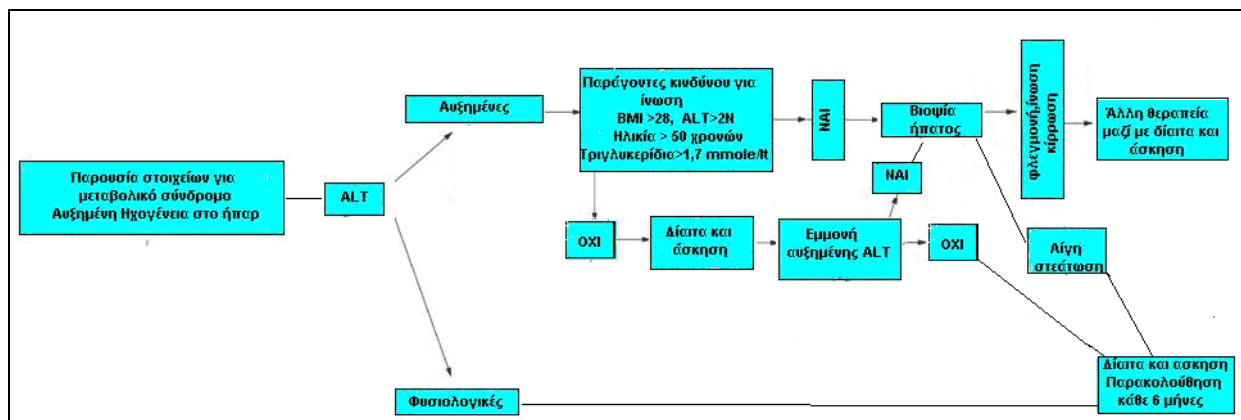 Παρουσία στοιχείων για
μεταβολικό σύνδρομο
Αυξημένη Ηχογένεια στο ήπαρ
ALT
Αυξημένες
Παράγοντες κινδύνου για
ίνωση
BMI >28, ALT>2N
Ηλικία > 50 χρονών
Τριγλυκερίδια>1,7 mmole/lt
ΝΑΙ
Βιοψία
ήπατος
φλεγμονή,ίνωση
κίρρωση
Άλλη θεραπεία
μαζί με δίαιτα και
άσκηση
ΝΑΙ
ΟΧΙ
Δίαιτα και
άσκηση
Εμμονή
αυξημένης ALT
ΟΧΙ
Λίγη
στεάτωση
Φυσιολογικές
Δίαιτα και ασκηση
Παρακολούθηση
κάθε 6 μήνες